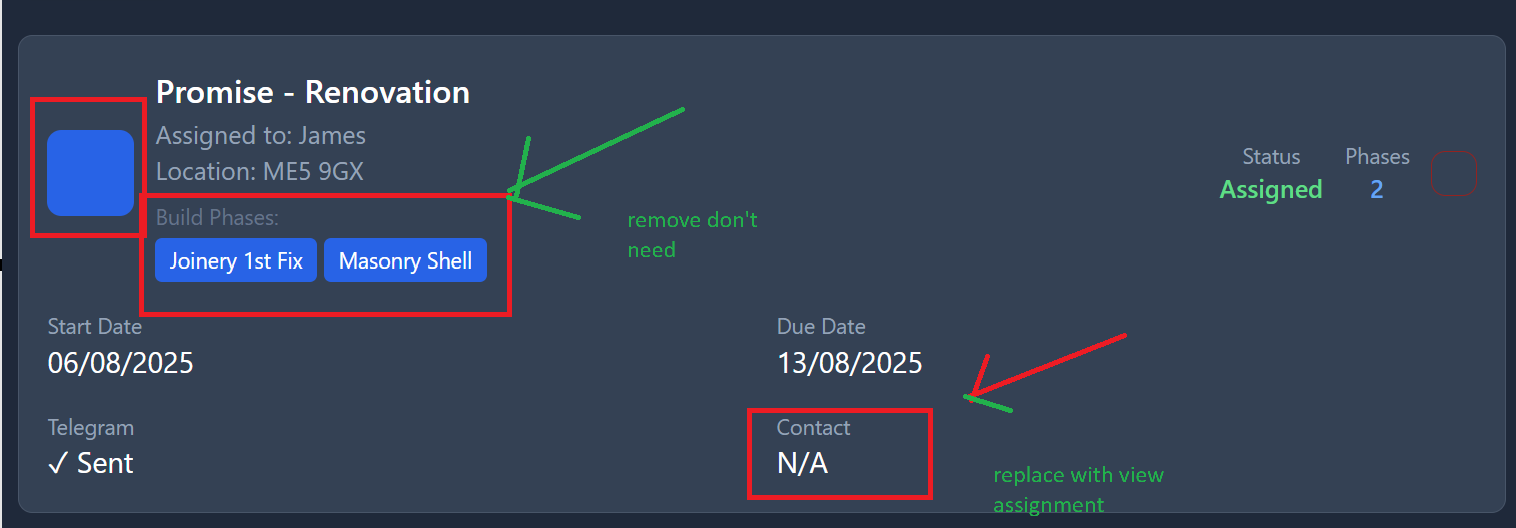 Promise - Renovation
Assigned to: James
Location: ME5 9GX
Status
Assigned
Phases
2
Build Phases:
Joinery 1st Fix
Masonry Shell
remove don't
need
Start Date
06/08/2025
Due Date
13/08/2025
Telegram
✓ Sent
Contact
N/A
replace with view
assignment